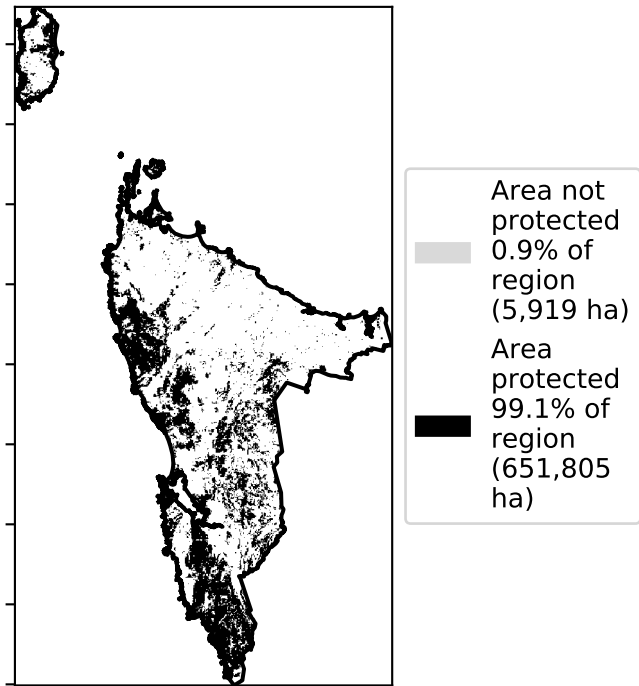 Area not
protected
0.9% of
region
(5,919 ha)
Area
protected
99.1% of
region
(651,805
ha)